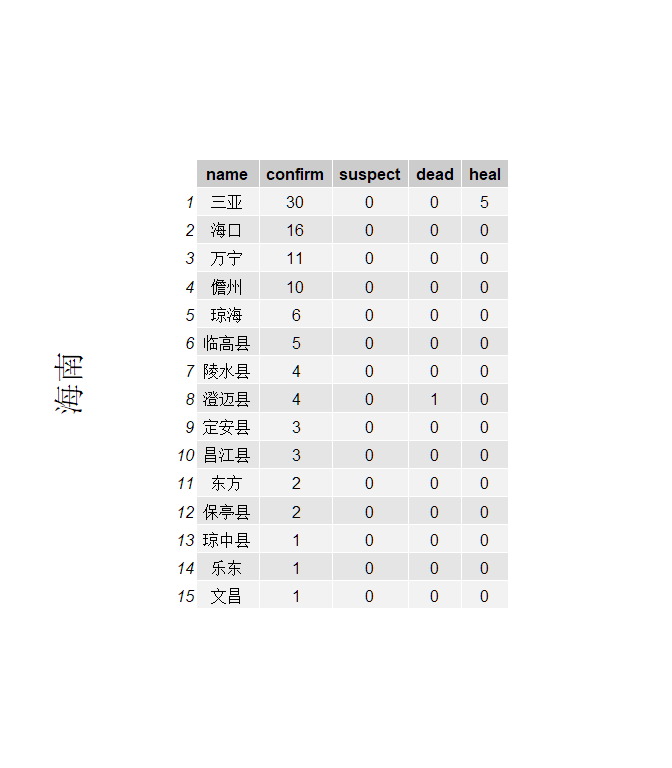 海南
name confirm suspect dead heal
1 三亚 30 0 0 5
2 海口 16 0 0 0
3 万宁 11 0 0 0
4 儋州 10 0 0 0
5 琼海 6 0 0 0
6 临高县 5 0 0 0
7 陵水县 4 0 0 0
8 澄迈县 4 0 1 0
9 定安县 3 0 0 0
10 昌江县 3 0 0 0
11 东方 2 0 0 0
12 保亭县 2 0 0 0
13 琼中县 1 0 0 0
14 乐东 1 0 0 0
15 文昌 1 0 0 0